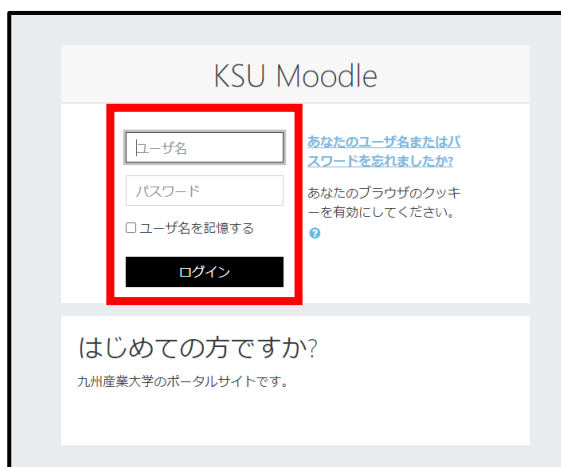 KSU Moodle
ユーザ名
パスワード
ユーザ名を記憶する
ログイン
あなたのユーザ名またはパ
スワードを忘れましたか?
あなたのブラウザのクッキ
ーを有効にしてください。
?
はじめての方ですか?
九州産業大学のポータルサイトです。